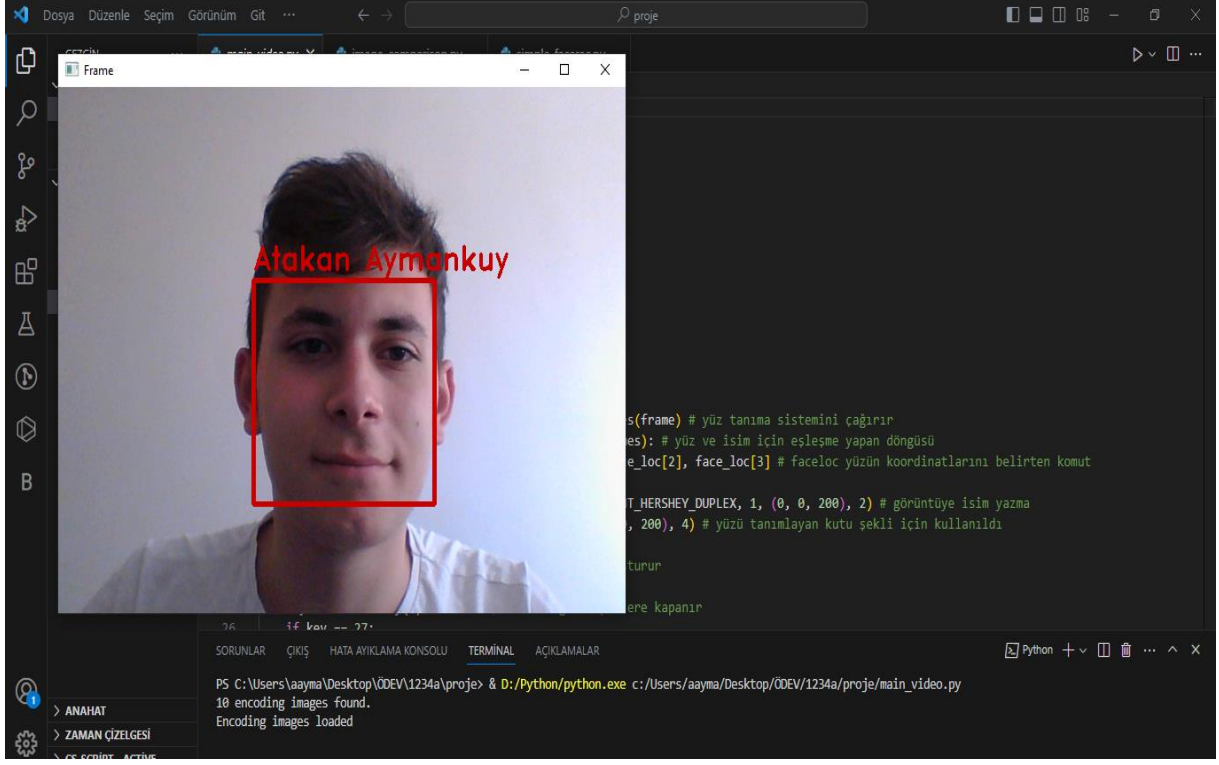 Dosya Düzenle Seçim Görünüm Git ... proje
Frame
Atakan Aymankuy
s(frame) # yüz tanıma sistemini çağırır
es): # yüz ve isim için eşleşme yapan döngüsü
e_loc[2], face_loc[3] # faceloc yüzün koordinatlarını belirten komut
T_HERSHEY_DUPLEX, 1, (0, 0, 200), 2) # görüntüye isim yazma
, 200), 4) # yüzü tanımlayan kutu şekli için kullanıldı
turur
ere kapanır
26 if key == 27:
SORUNLAR ÇIKIŞ HATA AYIKLAMA KONSOLU TERMİNAL AÇIKLAMALAR
Python
PS C:\Users\aayma\Desktop\ÖDEV\1234a\proje> & D:/Python/python.exe c:/Users/aayma/Desktop/ÖDEV/1234a/proje/main_video.py
10 encoding images found.
Encoding images loaded
B
1
> ANAHAT
> ZAMAN ÇİZELGESİ